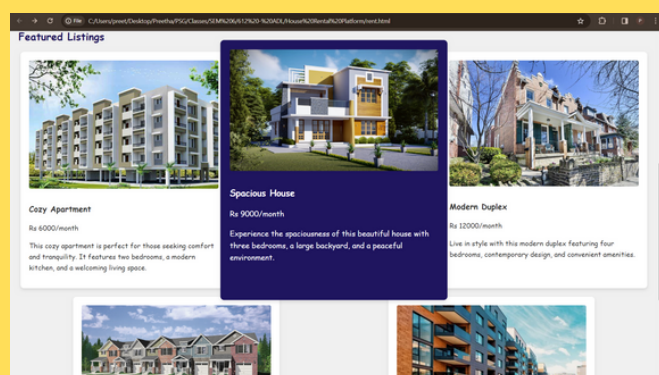 File C:/Users/preet/Desktop/Preetha/PSG/Classes/SEM%206/612%20-%20ADL/House%20Rental%20Platform/rent.html
Featured Listings
Cozy Apartment
Rs 6000/month
This cozy apartment is perfect for those seeking comfort
and tranquility. It features two bedrooms, a modern
kitchen, and a welcoming living space.
Spacious House
Rs 9000/month
Experience the spaciousness of this beautiful house with
three bedrooms, a large backyard, and a peaceful
environment.
Modern Duplex
Rs 12000/month
Live in style with this modern duplex featuring four
bedrooms, contemporary design, and convenient amenities.